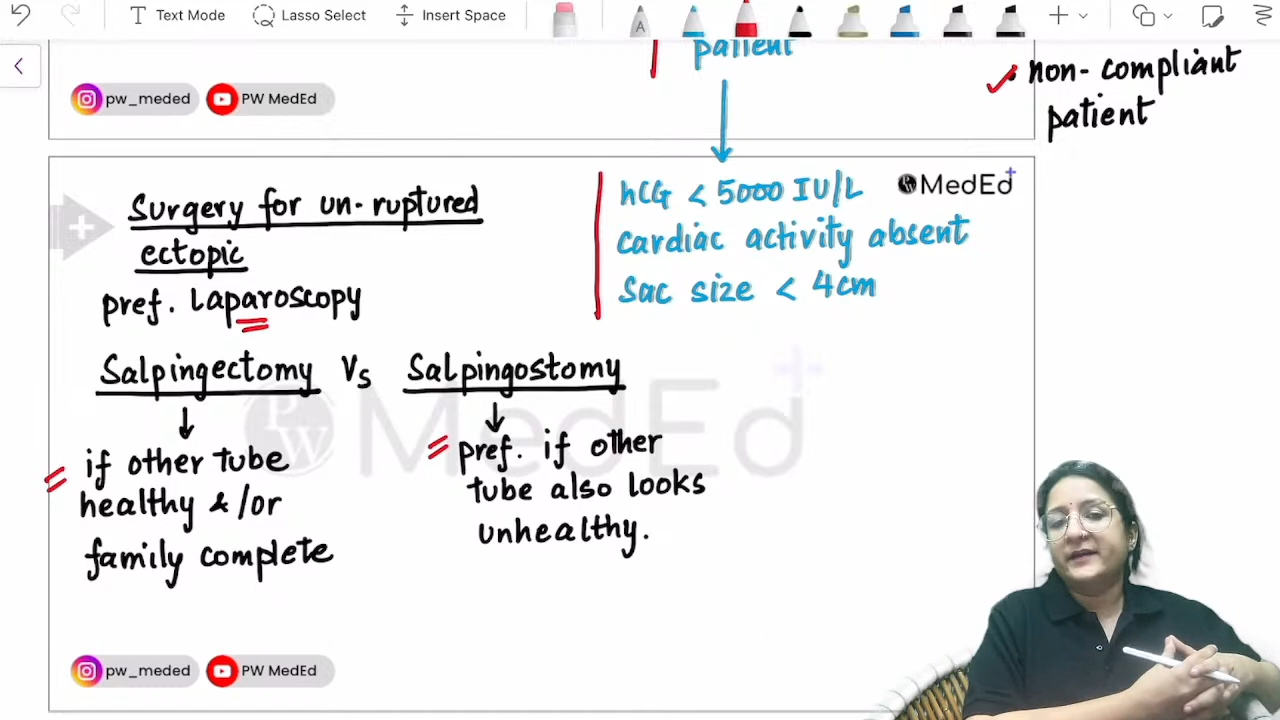 Text Mode
Lasso Select
Insert Space
A
patient
non-compliant
patient
pw_meded
PW MedEd
MedEd
Surgery for un-ruptured
ectopic
pref. Laparoscopy
hCG < 5000 IU/L
cardiac activity absent
Sac size < 4cm
Salpingectomy Vs Salpingostomy
if other tube
healthy & /or
family complete
pref. if other
tube also looks
unhealthy.
PW MedEd
pw_meded
PW MedEd